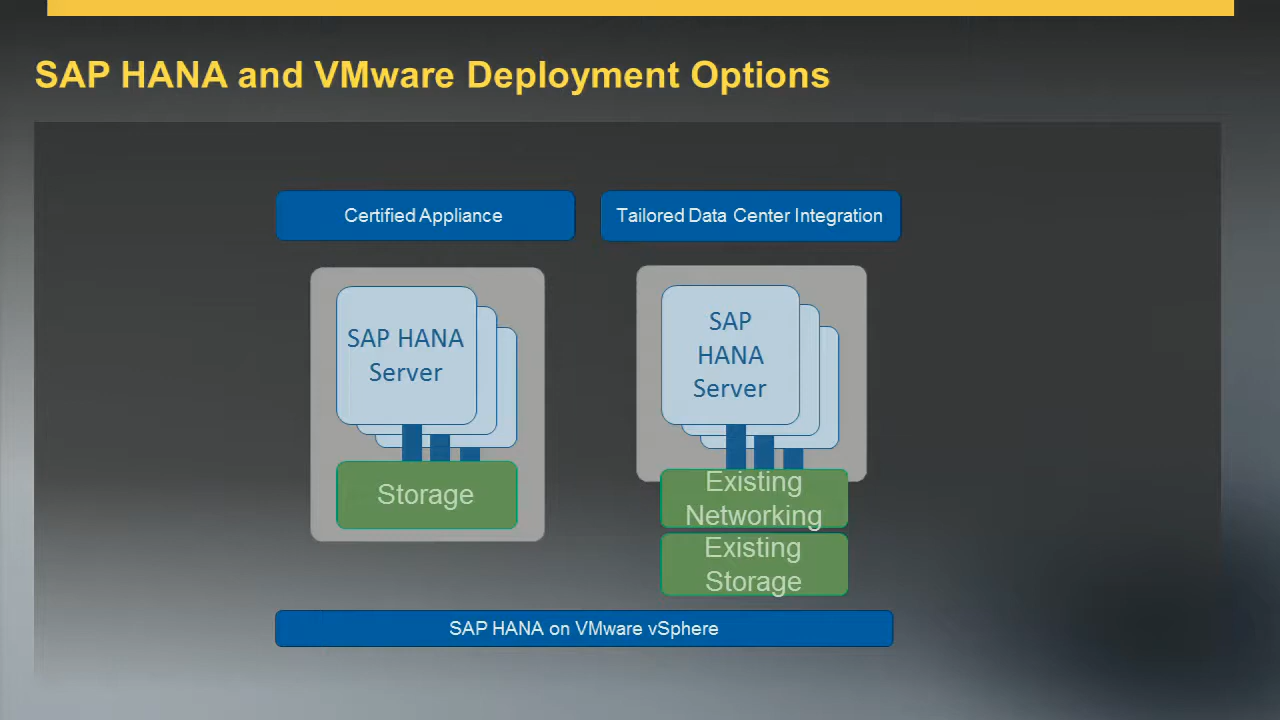 SAP HANA and VMware Deployment Options
Certified Appliance
Tailored Data Center Integration
SAP HANA
Server
SAP
HANA
Server
Storage
Existing
Networking
Existing
Storage
SAP HANA on VMware vSphere